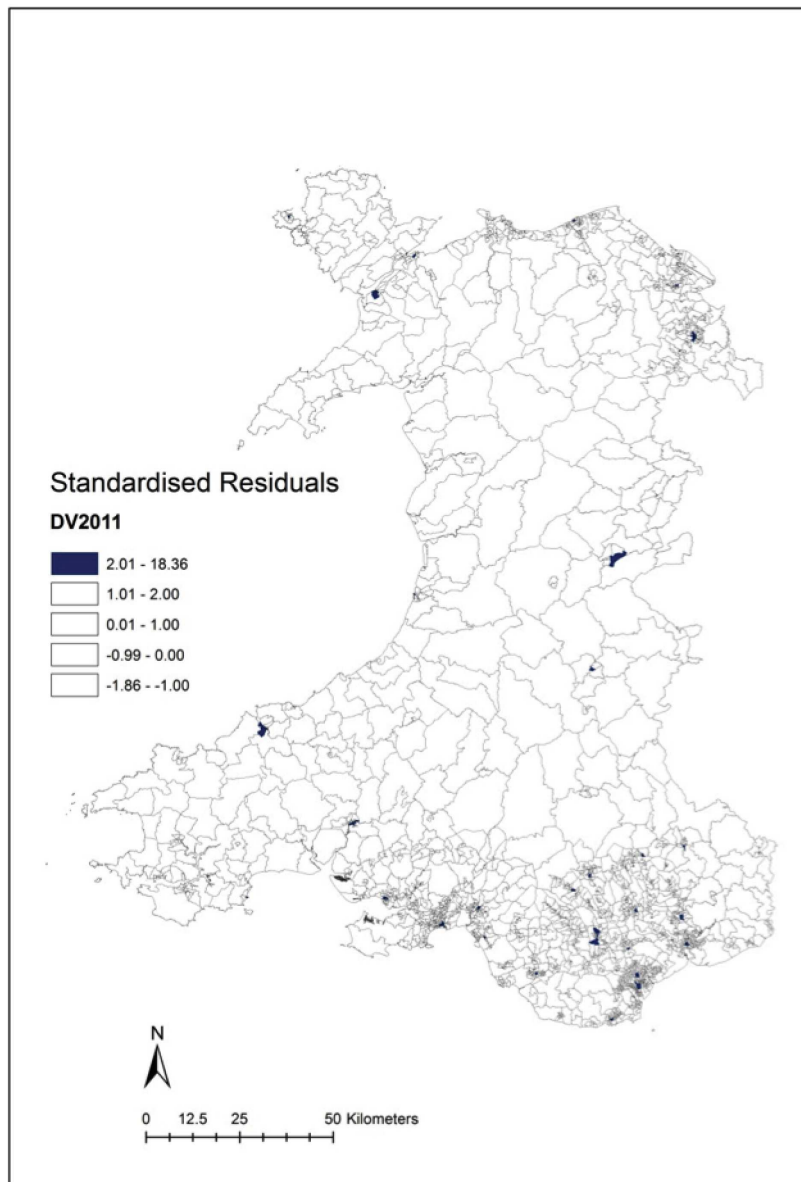 Standardised Residuals
DV2011
2.01 - 18.36
1.01 - 2.00
0.01 - 1.00
-0.99 - 0.00
-1.86 - -1.00
N
0 12.5 25 50 Kilometers